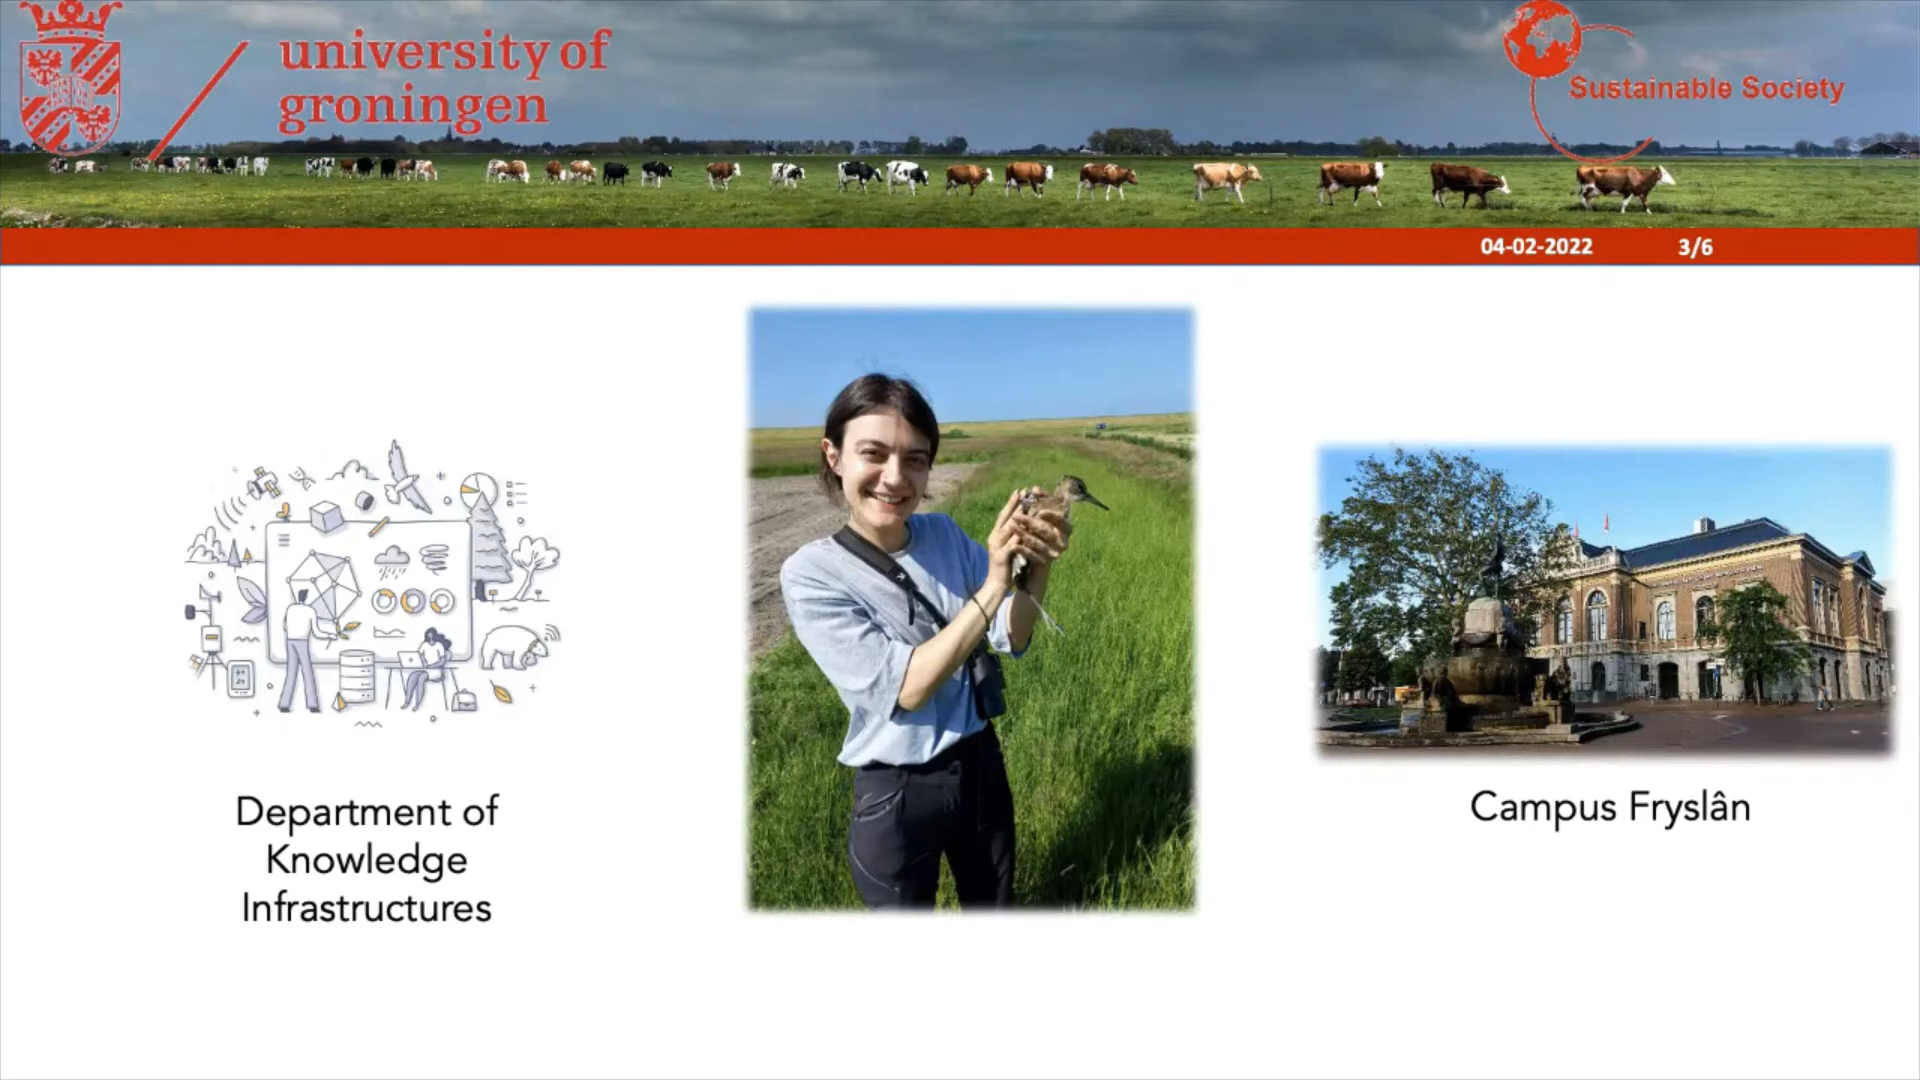 university of
groningen
Sustainable Society
04-02-2022
3/6
Department of
Knowledge
Infrastructures
Campus Fryslân